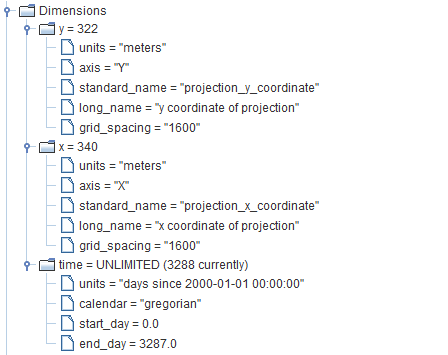 Dimensions
y = 322
units = "meters"
axis = "Y"
standard_name = "projection_y_coordinate"
long_name = "y coordinate of projection"
grid_spacing = "1600"
x = 340
units = "meters"
axis = "X"
standard_name = "projection_x_coordinate"
long_name = "x coordinate of projection"
grid_spacing = "1600"
time = UNLIMITED (3288 currently)
units = "days since 2000-01-01 00:00:00"
calendar = "gregorian"
start_day = 0.0
end_day = 3287.0